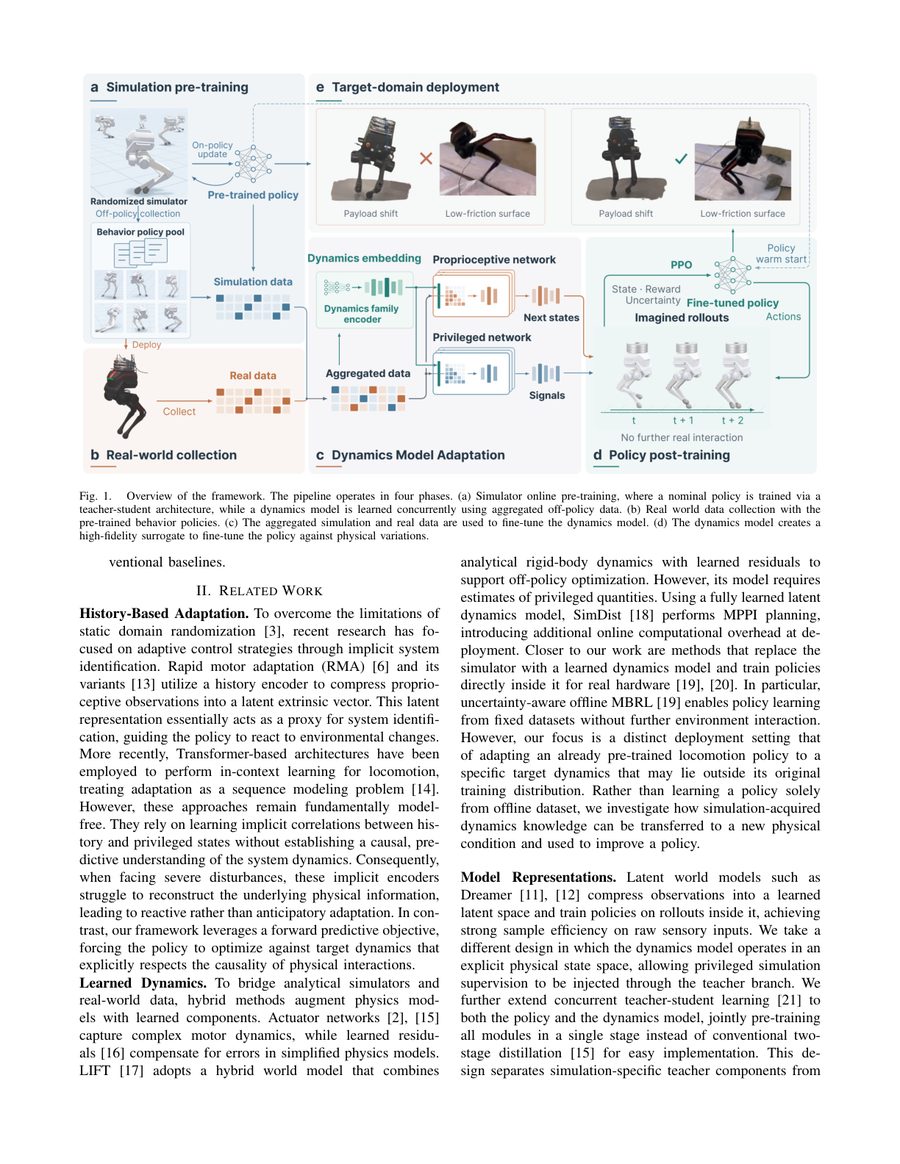 a Simulation pre-training
On-policy
update
Pre-trained policy
Randomized simulator
Off-policy collection
Behavior policy pool
Simulation data
Deploy
Real data
Collect
b Real-world collection
e Target-domain deployment
Payload shift
Low-friction surface
Payload shift
Low-friction surface
Dynamics embedding
Dynamics family
encoder
Aggregated data
Proprioceptive network
Next states
Privileged network
Signals
c Dynamics Model Adaptation
Policy
warm start
PPO
State · Reward
Uncertainty
Fine-tuned policy
Imagined rollouts
Actions
t
t + 1
t + 2
No further real interaction
d Policy post-training
Fig. 1. Overview of the framework. The pipeline operates in four phases. (a) Simulator online pre-training, where a nominal policy is trained via a
teacher-student architecture, while a dynamics model is learned concurrently using aggregated off-policy data. (b) Real world data collection with the
pre-trained behavior policies. (c) The aggregated simulation and real data are used to fine-tune the dynamics model. (d) The dynamics model creates a
high-fidelity surrogate to fine-tune the policy against physical variations.
ventional baselines.
II. RELATED WORK
History-Based Adaptation. To overcome the limitations of
static domain randomization [3], recent research has fo-
cused on adaptive control strategies through implicit system
identification. Rapid motor adaptation (RMA) [6] and its
variants [13] utilize a history encoder to compress proprio-
ceptive observations into a latent extrinsic vector. This latent
representation essentially acts as a proxy for system identifi-
cation, guiding the policy to react to environmental changes.
More recently, Transformer-based architectures have been
employed to perform in-context learning for locomotion,
treating adaptation as a sequence modeling problem [14].
However, these approaches remain fundamentally model-
free. They rely on learning implicit correlations between his-
tory and privileged states without establishing a causal, pre-
dictive understanding of the system dynamics. Consequently,
when facing severe disturbances, these implicit encoders
struggle to reconstruct the underlying physical information,
leading to reactive rather than anticipatory adaptation. In con-
trast, our framework leverages a forward predictive objective,
forcing the policy to optimize against target dynamics that
explicitly respects the causality of physical interactions.
Learned Dynamics. To bridge analytical simulators and
real-world data, hybrid methods augment physics mod-
els with learned components. Actuator networks [2], [15]
capture complex motor dynamics, while learned residu-
als [16] compensate for errors in simplified physics models.
LIFT [17] adopts a hybrid world model that combines
analytical rigid-body dynamics with learned residuals to
support off-policy optimization. However, its model requires
estimates of privileged quantities. Using a fully learned latent
dynamics model, SimDist [18] performs MPPI planning,
introducing additional online computational overhead at de-
ployment. Closer to our work are methods that replace the
simulator with a learned dynamics model and train policies
directly inside it for real hardware [19], [20]. In particular,
uncertainty-aware offline MBRL [19] enables policy learning
from fixed datasets without further environment interaction.
However, our focus is a distinct deployment setting that
of adapting an already pre-trained locomotion policy to a
specific target dynamics that may lie outside its original
training distribution. Rather than learning a policy solely
from offline dataset, we investigate how simulation-acquired
dynamics knowledge can be transferred to a new physical
condition and used to improve a policy.
Model Representations. Latent world models such as
Dreamer [11], [12] compress observations into a learned
latent space and train policies on rollouts inside it, achieving
strong sample efficiency on raw sensory inputs. We take a
different design in which the dynamics model operates in an
explicit physical state space, allowing privileged simulation
supervision to be injected through the teacher branch. We
further extend concurrent teacher-student learning [21] to
both the policy and the dynamics model, jointly pre-training
all modules in a single stage instead of conventional two-
stage distillation [15] for easy implementation. This de-
sign separates simulation-specific teacher components from